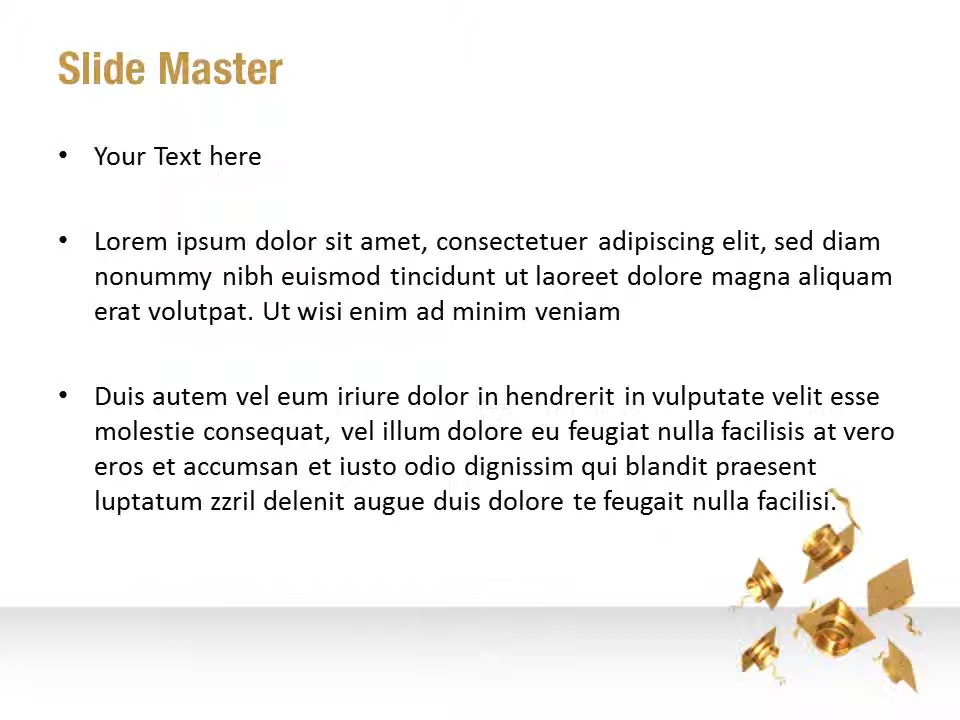 Slide Master
• Your Text here
• Lorem ipsum dolor sit amet, consectetuer adipiscing elit, sed diam
nonummy nibh euismod tincidunt ut laoreet dolore magna aliquam
erat volutpat. Ut wisi enim ad minim veniam
• Duis autem vel eum iriure dolor in hendrerit in vulputate velit esse
molestie consequat, vel illum dolore eu feugiat nulla facilisis at vero
eros et accumsan et iusto odio dignissim qui blandit praesent
luptatum zzril delenit augue duis dolore te feugait nulla facilisi.